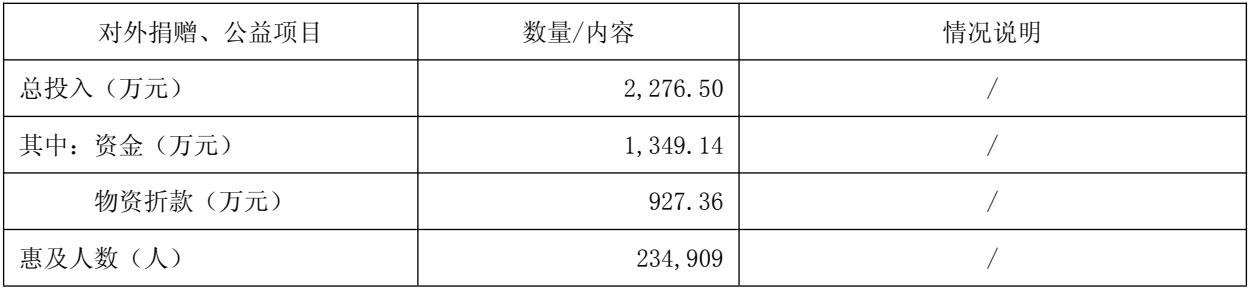 对外捐赠、公益项目 数量/内容 情况说明
总投入（万元） 2,276.50 /
其中：资金（万元） 1,349.14 /
物资折款（万元） 927.36 /
惠及人数（人） 234,909 /